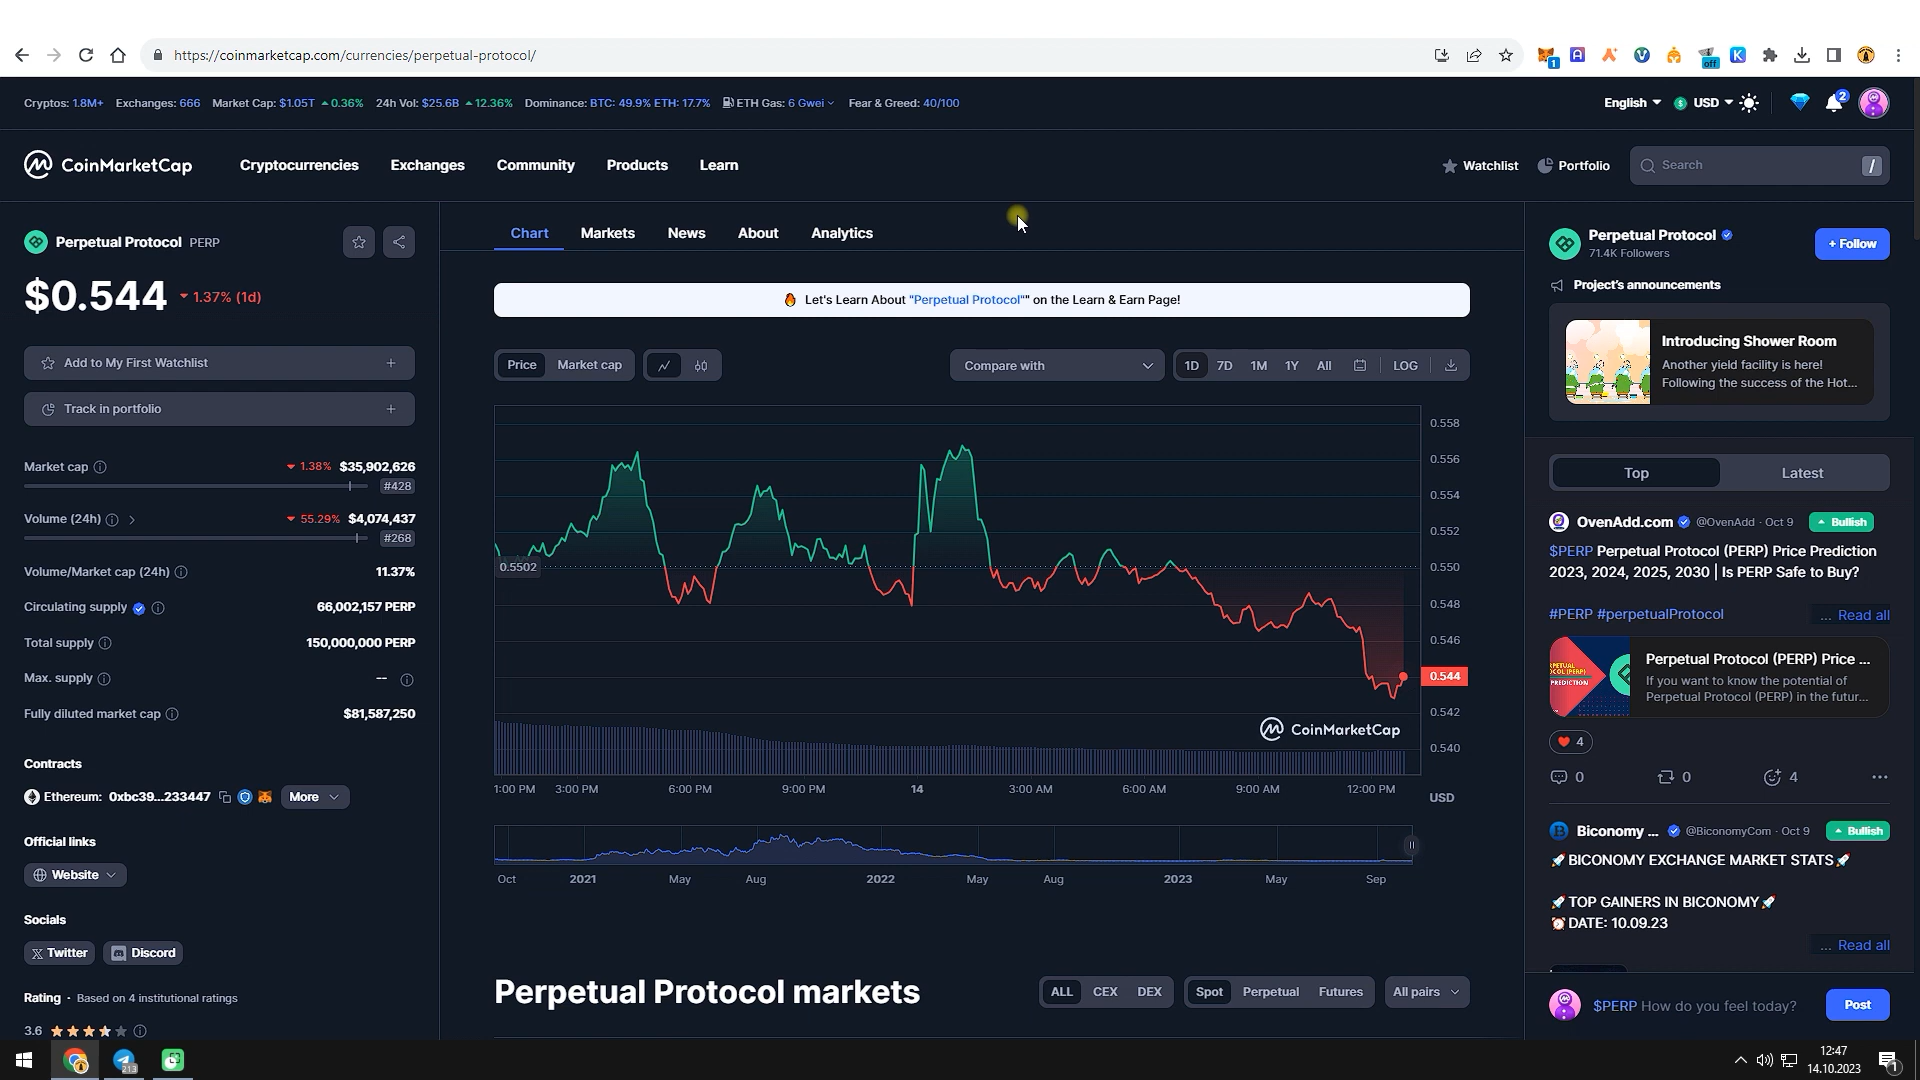 https://coinmarketcap.com/currencies/perpetual-protocol/
1
off
Cryptos: 1.8M+ Exchanges: 666 Market Cap: $1.05T 0.36% 24h Vol: $25.6B 12.36% Dominance: BTC: 49.9% ETH: 17.7% ETH Gas: 6 Gwei Fear & Greed: 40/100
English USD 2
CoinMarketCap Cryptocurrencies Exchanges Community Products Learn
Watchlist Portfolio Search /
Perpetual Protocol PERP
$0.544 1.37% (1d)
Add to My First Watchlist +
Track in portfolio +
Market cap 1.38% $35,902,626
#428
Volume (24h) 55.29% $4,074,437
#268
Volume/Market cap (24h) 11.37%
Circulating supply 66,002,157 PERP
Total supply 150,000,000 PERP
Max. supply --
Fully diluted market cap $81,587,250
Contracts
Ethereum: 0xbc39...233447 More
Official links
Website
Socials
Twitter Discord
Rating · Based on 4 institutional ratings
3.6
Chart Markets News About Analytics
Let's Learn About "Perpetual Protocol"" on the Learn & Earn Page!
Price Market cap
Compare with
1D 7D 1M 1Y All LOG
0.558
0.556
0.554
0.552
0.5502 0.550
0.548
0.546
0.544
0.542
CoinMarketCap
0.540
1:00 PM 3:00 PM 6:00 PM 9:00 PM 14 3:00 AM 6:00 AM 9:00 AM 12:00 PM USD
Oct 2021 May Aug 2022 May Aug 2023 May Sep
Perpetual Protocol markets
ALL CEX DEX Spot Perpetual Futures All pairs
Perpetual Protocol
71.4K Followers
+ Follow
Project's announcements
Introducing Shower Room
Another yield facility is here!
Following the success of the Hot...
Top Latest
OvenAdd.com @OvenAdd · Oct 9 Bullish
$PERP Perpetual Protocol (PERP) Price Prediction
2023, 2024, 2025, 2030 | Is PERP Safe to Buy?
#PERP #perpetualProtocol ... Read all
Perpetual Protocol (PERP) Price ...
If you want to know the potential of
Perpetual Protocol (PERP) in the futur...
4
0 0 4
Biconomy ... @BiconomyCom · Oct 9 Bullish
🚀BICONOMY EXCHANGE MARKET STATS🚀
🚀TOP GAINERS IN BICONOMY🚀
⏰DATE: 10.09.23
... Read all
$PERP How do you feel today? Post
213
12:47
14.10.2023
1